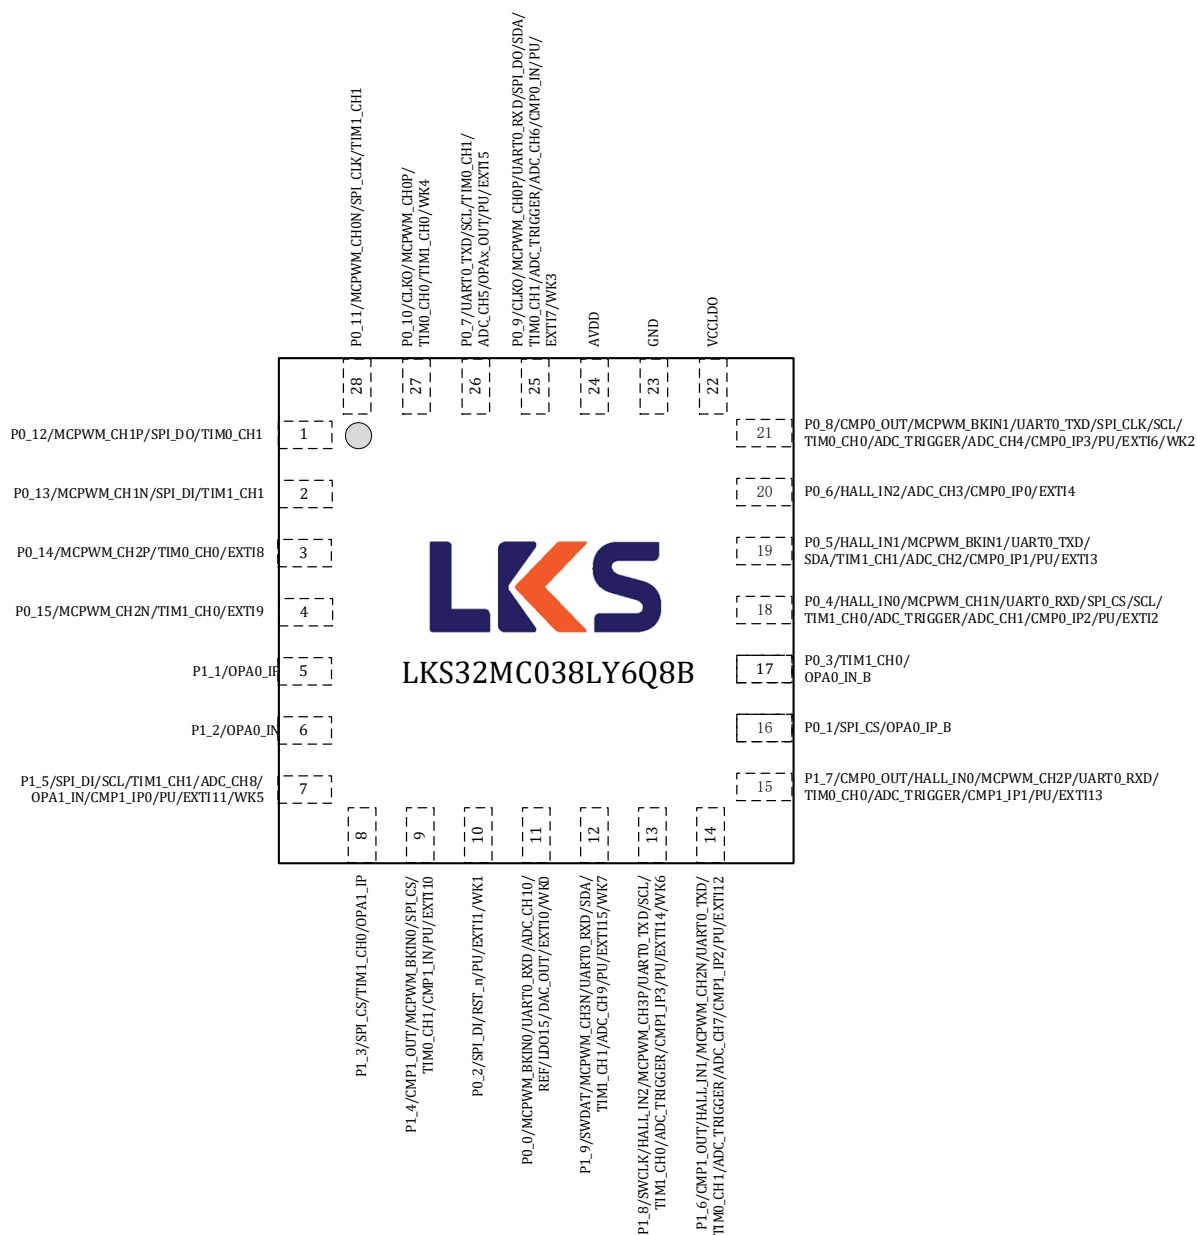 P0_11/MCPWM_CH0N/SPI_CLK/TIM1_CH1
P0_10/CLKO/MCPWM_CH0P/
TIM0_CH0/TIM1_CH0/WK4
P0_7/UART0_TXD/SCL/TIM0_CH1/
ADC_CH5/OPAx_OUT/PU/EXTI5
P0_9/CLKO/MCPWM_CH0P/UART0_RXD/SPI_DO/SDA/
TIM0_CH1/ADC_TRIGGER/ADC_CH6/CMP0_IN/PU/
EXTI7/WK3
AVDD
GND
VCCLDO
28
27
26
25
24
23
22
P0_12/MCPWM_CH1P/SPI_DO/TIM0_CH1
1
P0_13/MCPWM_CH1N/SPI_DI/TIM1_CH1
2
P0_14/MCPWM_CH2P/TIM0_CH0/EXTI8
3
P0_15/MCPWM_CH2N/TIM1_CH0/EXTI9
4
P1_1/OPA0_IP
5
P1_2/OPA0_IN
6
P1_5/SPI_DI/SCL/TIM1_CH1/ADC_CH8/
OPA1_IN/CMP1_IP0/PU/EXTI11/WK5
7
LKS
LKS32MC038LY6Q8B
21
P0_8/CMP0_OUT/MCPWM_BKIN1/UART0_TXD/SPI_CLK/SCL/
TIM0_CH0/ADC_TRIGGER/ADC_CH4/CMP0_IP3/PU/EXTI6/WK2
20
P0_6/HALL_IN2/ADC_CH3/CMP0_IP0/EXTI4
19
P0_5/HALL_IN1/MCPWM_BKIN1/UART0_TXD/
SDA/TIM1_CH1/ADC_CH2/CMP0_IP1/PU/EXTI3
18
P0_4/HALL_IN0/MCPWM_CH1N/UART0_RXD/SPI_CS/SCL/
TIM1_CH0/ADC_TRIGGER/ADC_CH1/CMP0_IP2/PU/EXTI2
17
P0_3/TIM1_CH0/
OPA0_IN_B
16
P0_1/SPI_CS/OPA0_IP_B
15
P1_7/CMP0_OUT/HALL_IN0/MCPWM_CH2P/UART0_RXD/
TIM0_CH0/ADC_TRIGGER/CMP1_IP1/PU/EXTI13
8
9
10
11
12
13
14
P1_3/SPI_CS/TIM1_CH0/OPA1_IP
P1_4/CMP1_OUT/MCPWM_BKIN0/SPI_CS/
TIM0_CH1/CMP1_IN/PU/EXTI10
P0_2/SPI_DI/RST_n/PU/EXTI1/WK1
P0_0/MCPWM_BKIN0/UART0_RXD/ADC_CH10/
REF/LDO15/DAC_OUT/EXTI0/WK0
P1_9/SWDAT/MCPWM_CH3N/UART0_RXD/SDA/
TIM1_CH1/ADC_CH9/PU/EXTI15/WK7
P1_8/SWCLK/HALL_IN2/MCPWM_CH3P/UART0_TXD/SCL/
TIM1_CH0/ADC_TRIGGER/CMP1_IP3/PU/EXTI14/WK6
P1_6/CMP1_OUT/HALL_IN1/MCPWM_CH2N/UART0_TXD/
TIM0_CH1/ADC_TRIGGER/ADC_CH7/CMP1_IP2/PU/EXTI12